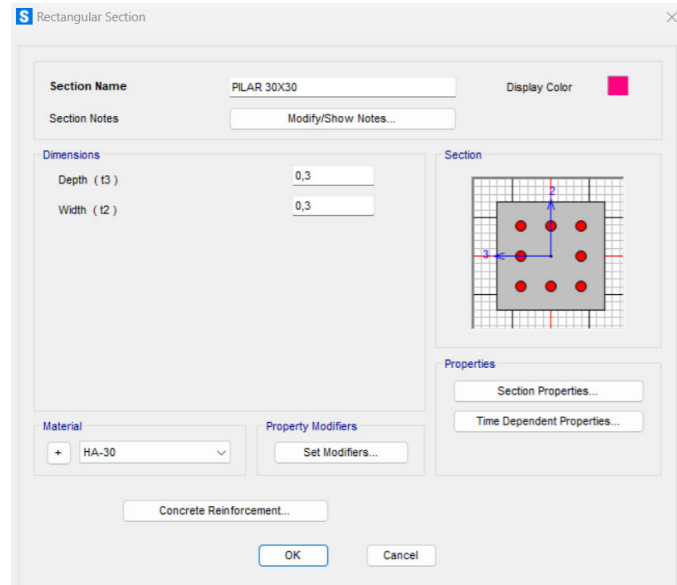 S Rectangular Section
Section Name PILAR 30X30 Display Color
Section Notes Modify/Show Notes...
Dimensions
Depth ( t3 ) 0,3
Width ( t2 ) 0,3
Section
2
3
Properties
Section Properties...
Time Dependent Properties...
Material
+ HA-30
Property Modifiers
Set Modifiers...
Concrete Reinforcement...
OK Cancel